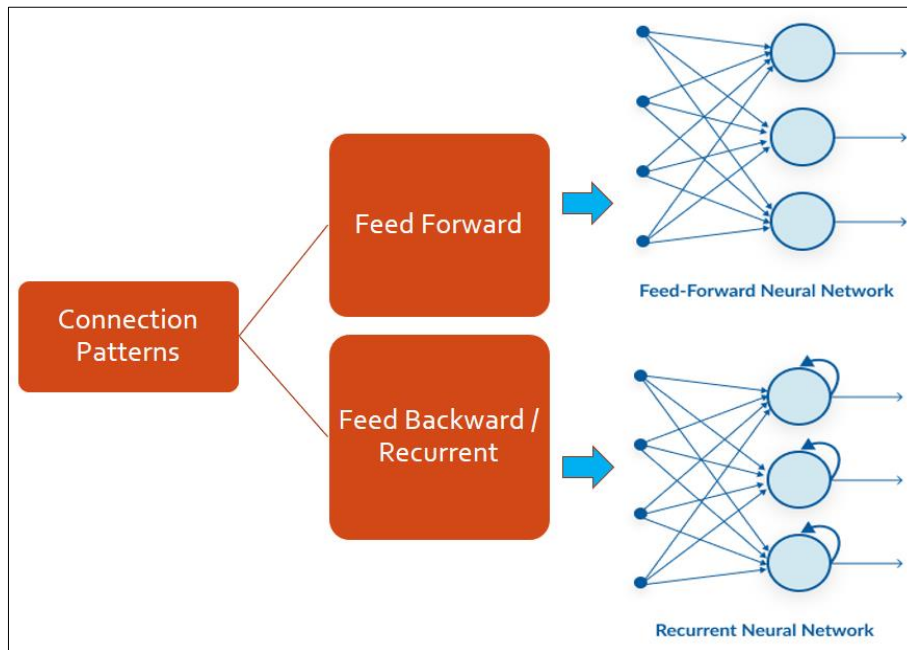 Connection
Patterns
Feed Forward
Feed Backward /
Recurrent
Feed-Forward Neural Network
Recurrent Neural Network